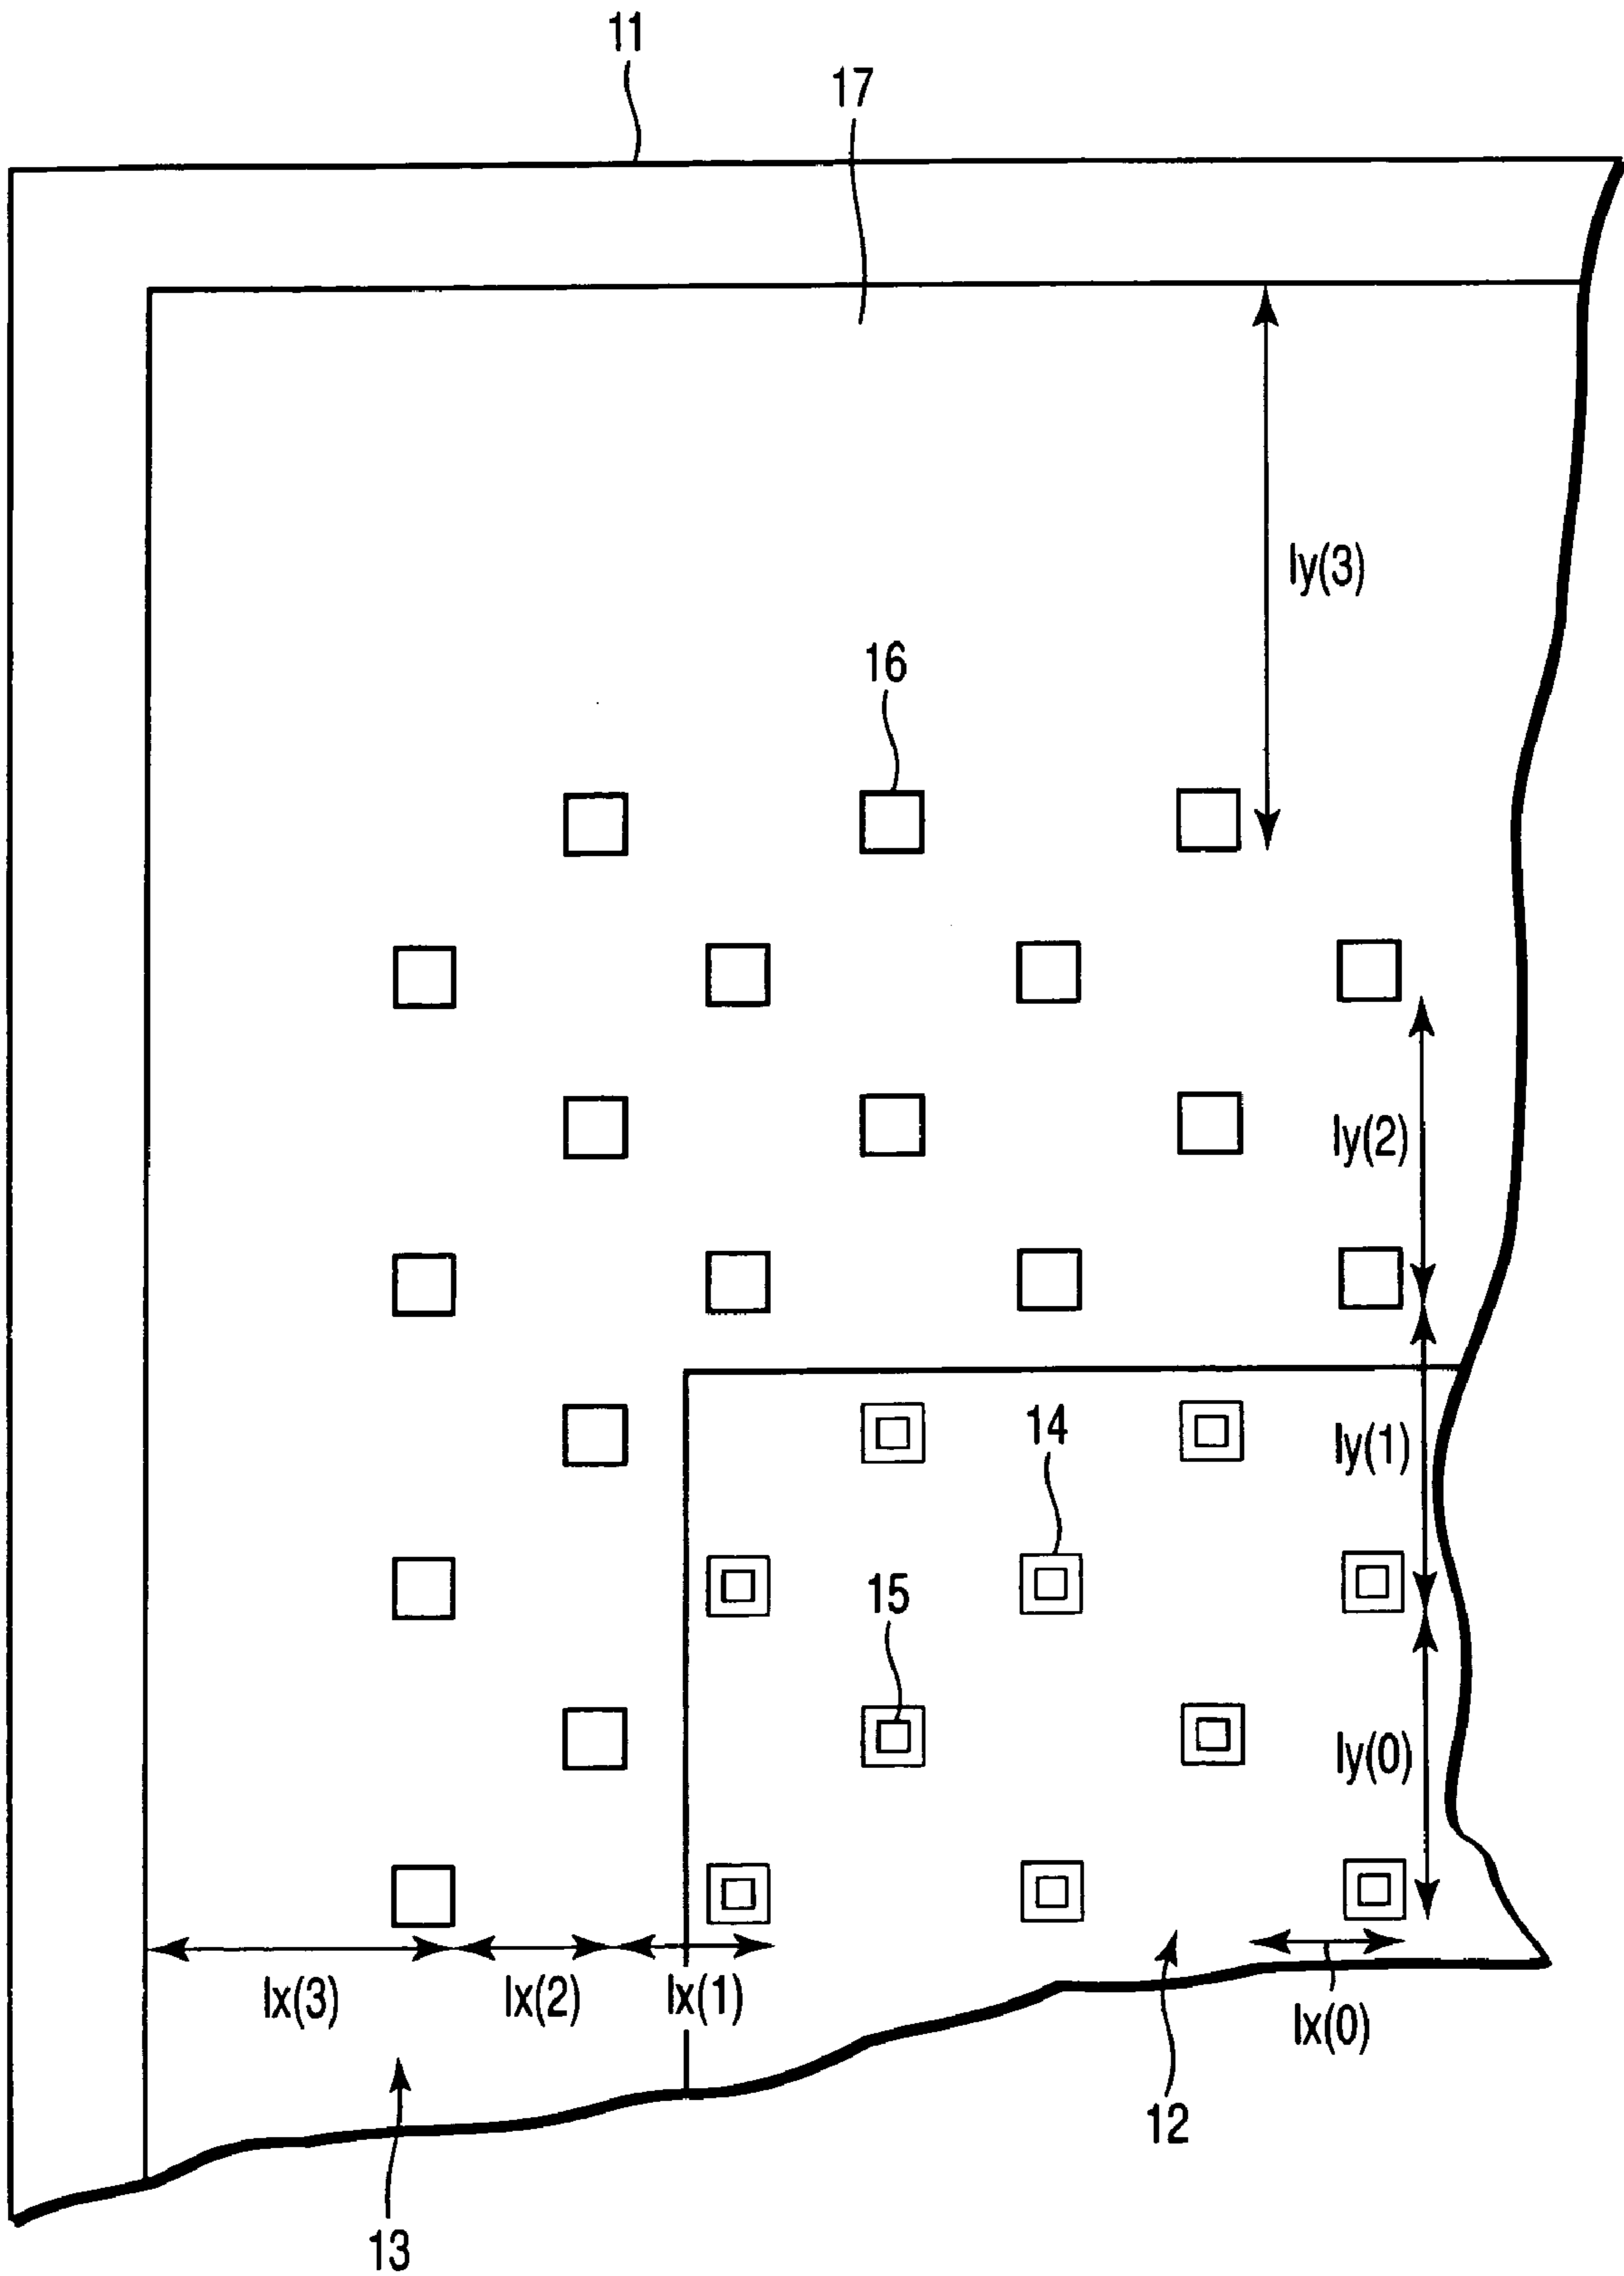 11
17
ly(3)
16
ly(2)
14
ly(1)
15
ly(0)
lx(3)
lx(2)
lx(1)
lx(0)
12
13